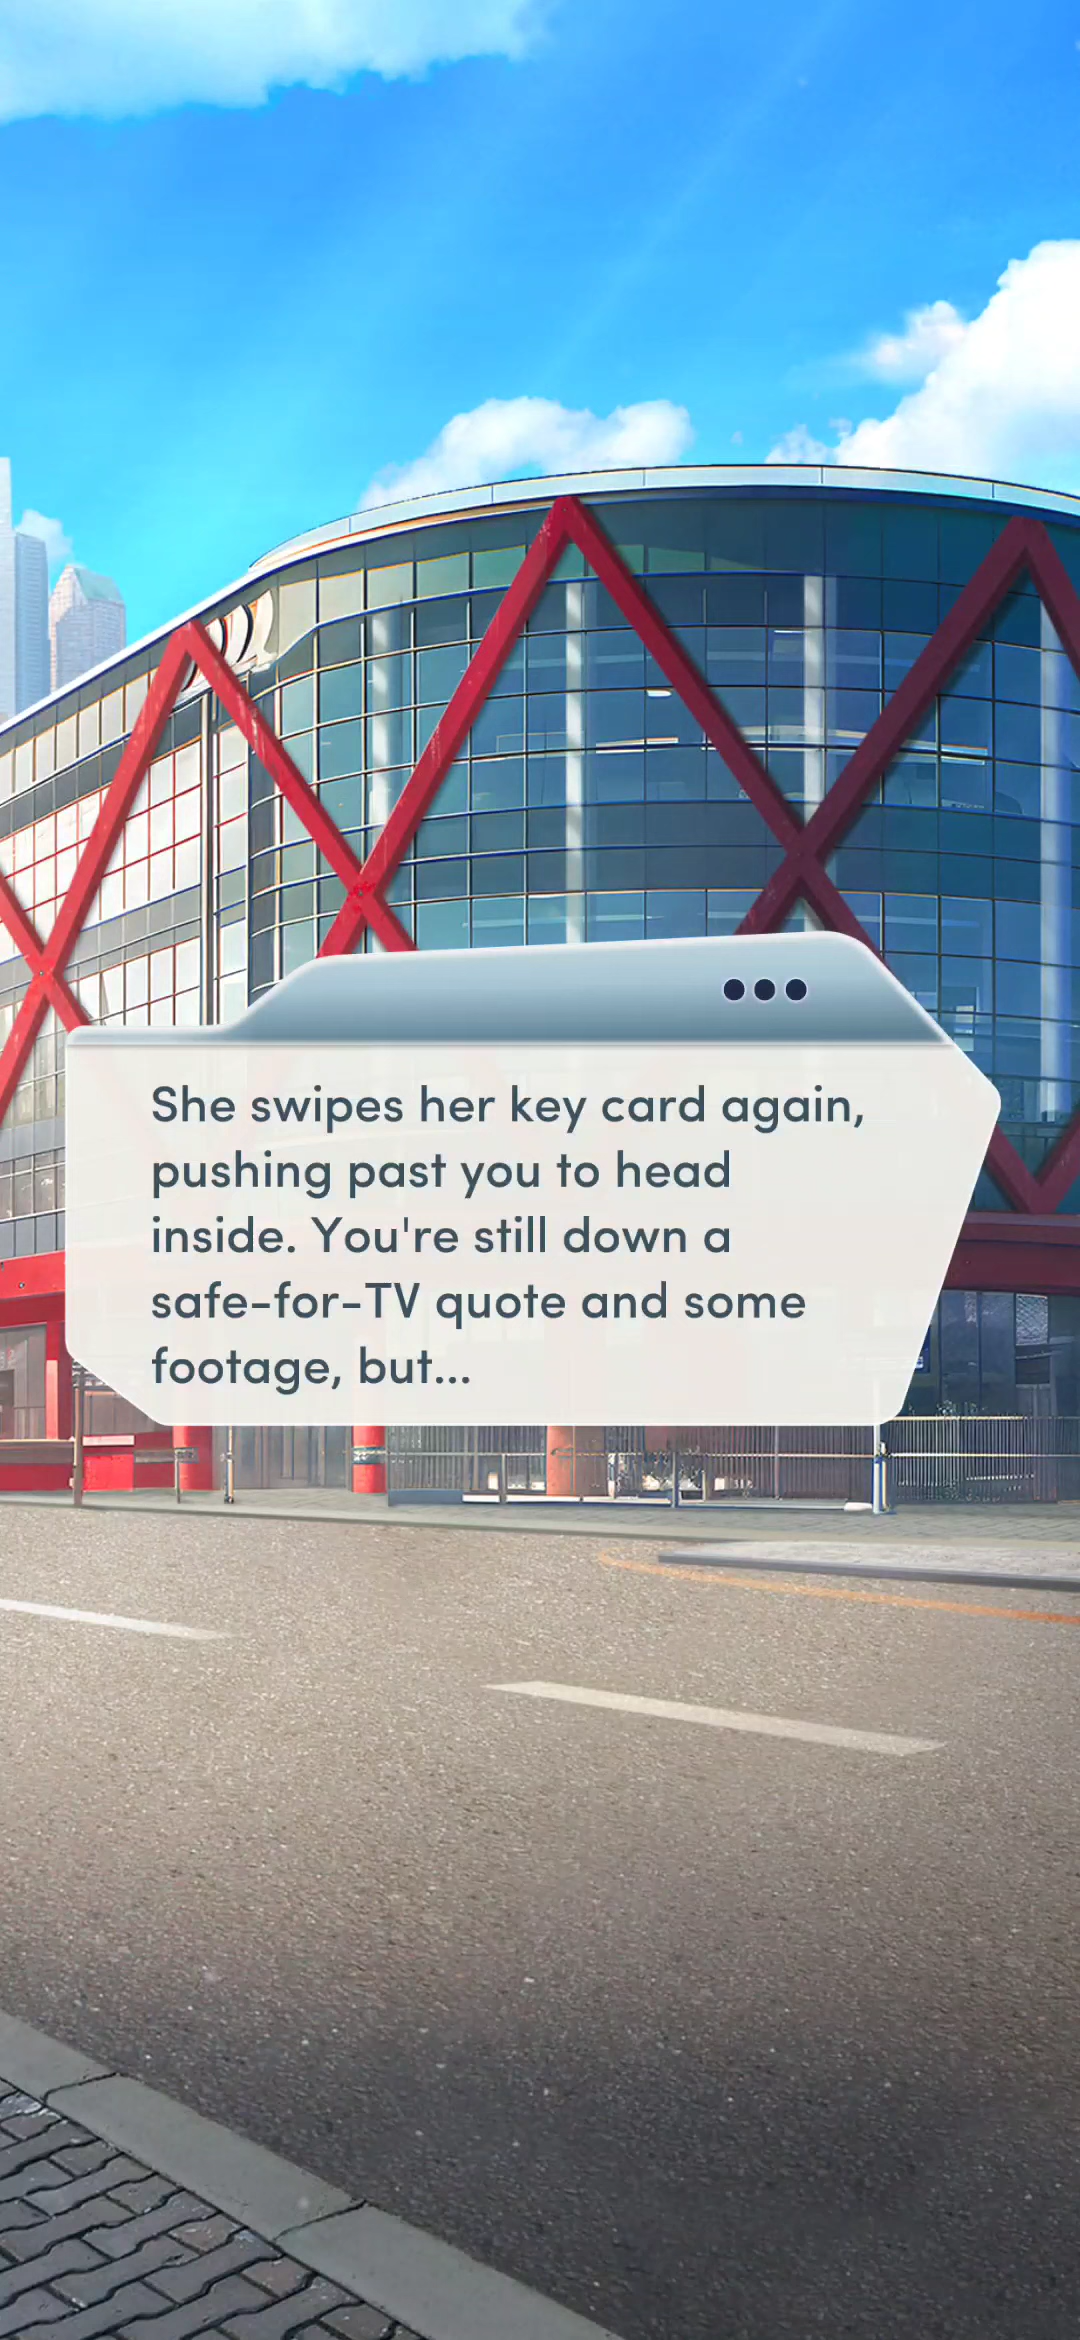 She swipes her key card again,
pushing past you to head
inside. You're still down a
safe-for-TV quote and some
footage, but...